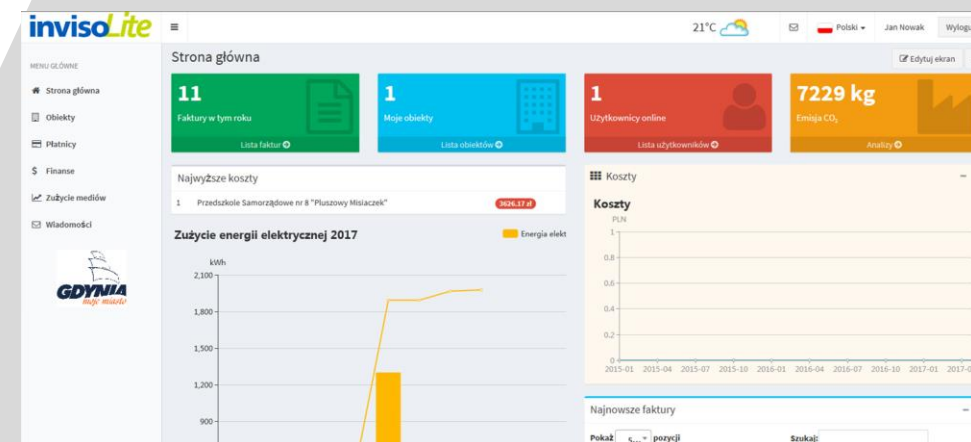 invisoLite
21°C
Polski
Jan Nowak
MENU GŁÓWNE
Strona główna
Obiekty
Płatnicy
Finanse
Zużycie mediów
Wiadomości
GDYNIA
moje miasto
Strona główna
Edytuj ekran
11
Faktury w tym roku
Lista faktur
1
Moje obiekty
Lista obiektów
1
Użytkownicy online
Lista użytkowników
7229 kg
Emisja CO₂
Analizy
Najwyższe koszty
1 Przedszkole Samorządowe nr 8 "Pluszowy Misiaczek" 3626.17 zł
Zużycie energii elektrycznej 2017
Energia elekt
kWh
2,100
1,800
1,500
1,200
900
Koszty
Koszty
PLN
1
0.8
0.6
0.4
0.2
0
2015-01 2015-04 2015-07 2015-10 2016-01 2016-04 2016-07 2016-10 2017-01
Najnowsze faktury
Pokaż 5... pozycji
Szukaj: